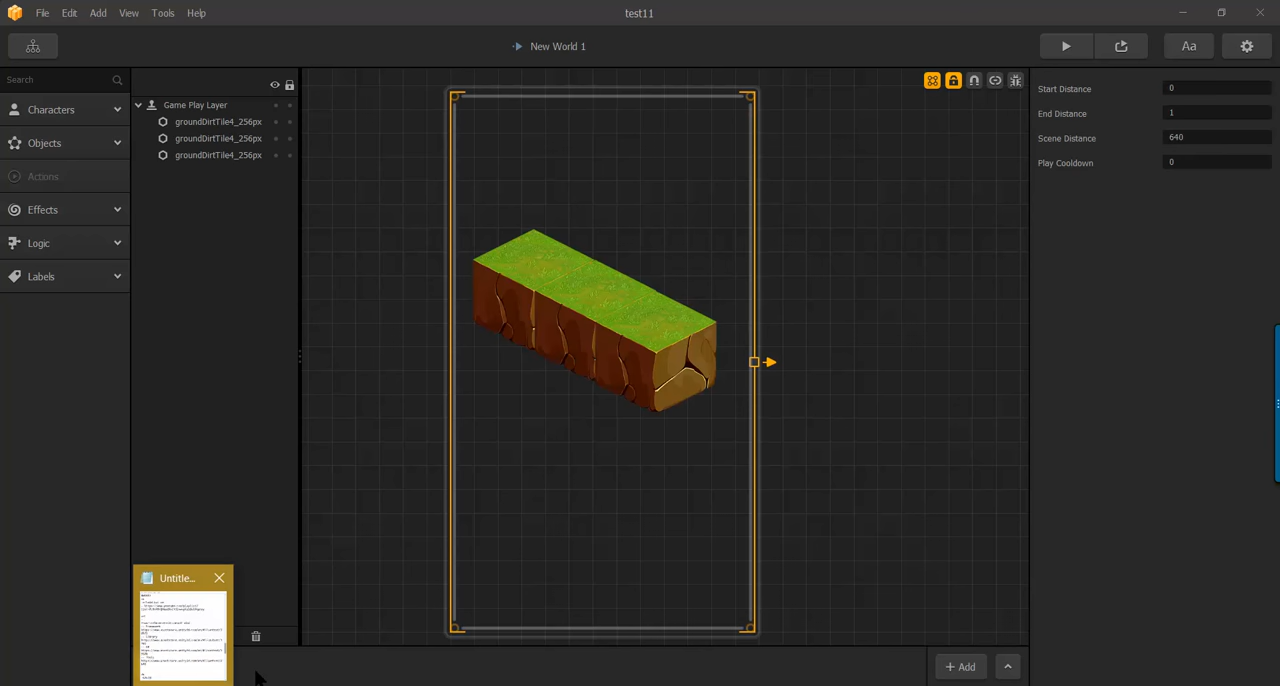 File Edit Add View Tools Help
test11
New World 1
Aa
Search
Characters
Objects
Actions
Effects
Logic
Labels
Game Play Layer
groundDirtTile4_256px
groundDirtTile4_256px
groundDirtTile4_256px
Start Distance 0
End Distance 1
Scene Distance 640
Play Cooldown 0
Untitle...
+ Add